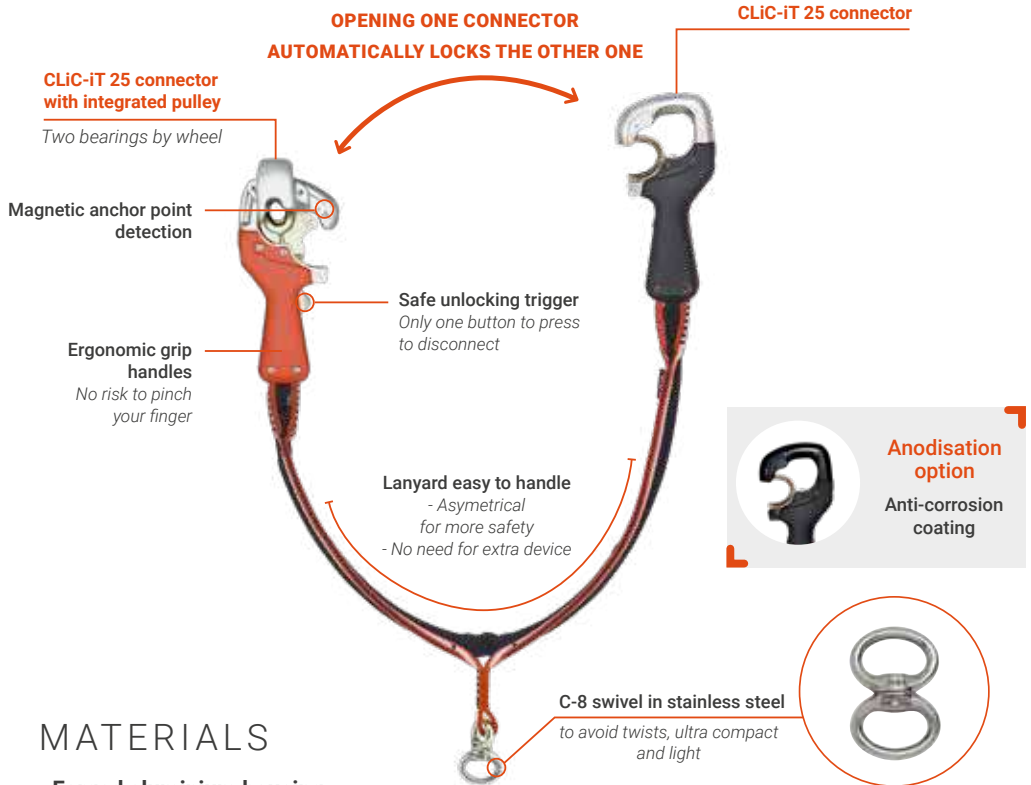 OPENING ONE CONNECTOR
AUTOMATICALLY LOCKS THE OTHER ONE
CLiC-iT 25 connector
CLiC-iT 25 connector
with integrated pulley
Two bearings by wheel
Magnetic anchor point
detection
Safe unlocking trigger
Only one button to press
to disconnect
Ergonomic grip
handles
No risk to pinch
your finger
Lanyard easy to handle
- Asymetrical
for more safety
- No need for extra device
Anodisation
option
Anti-corrosion
coating
C-8 swivel in stainless steel
to avoid twists, ultra compact
and light
MATERIALS